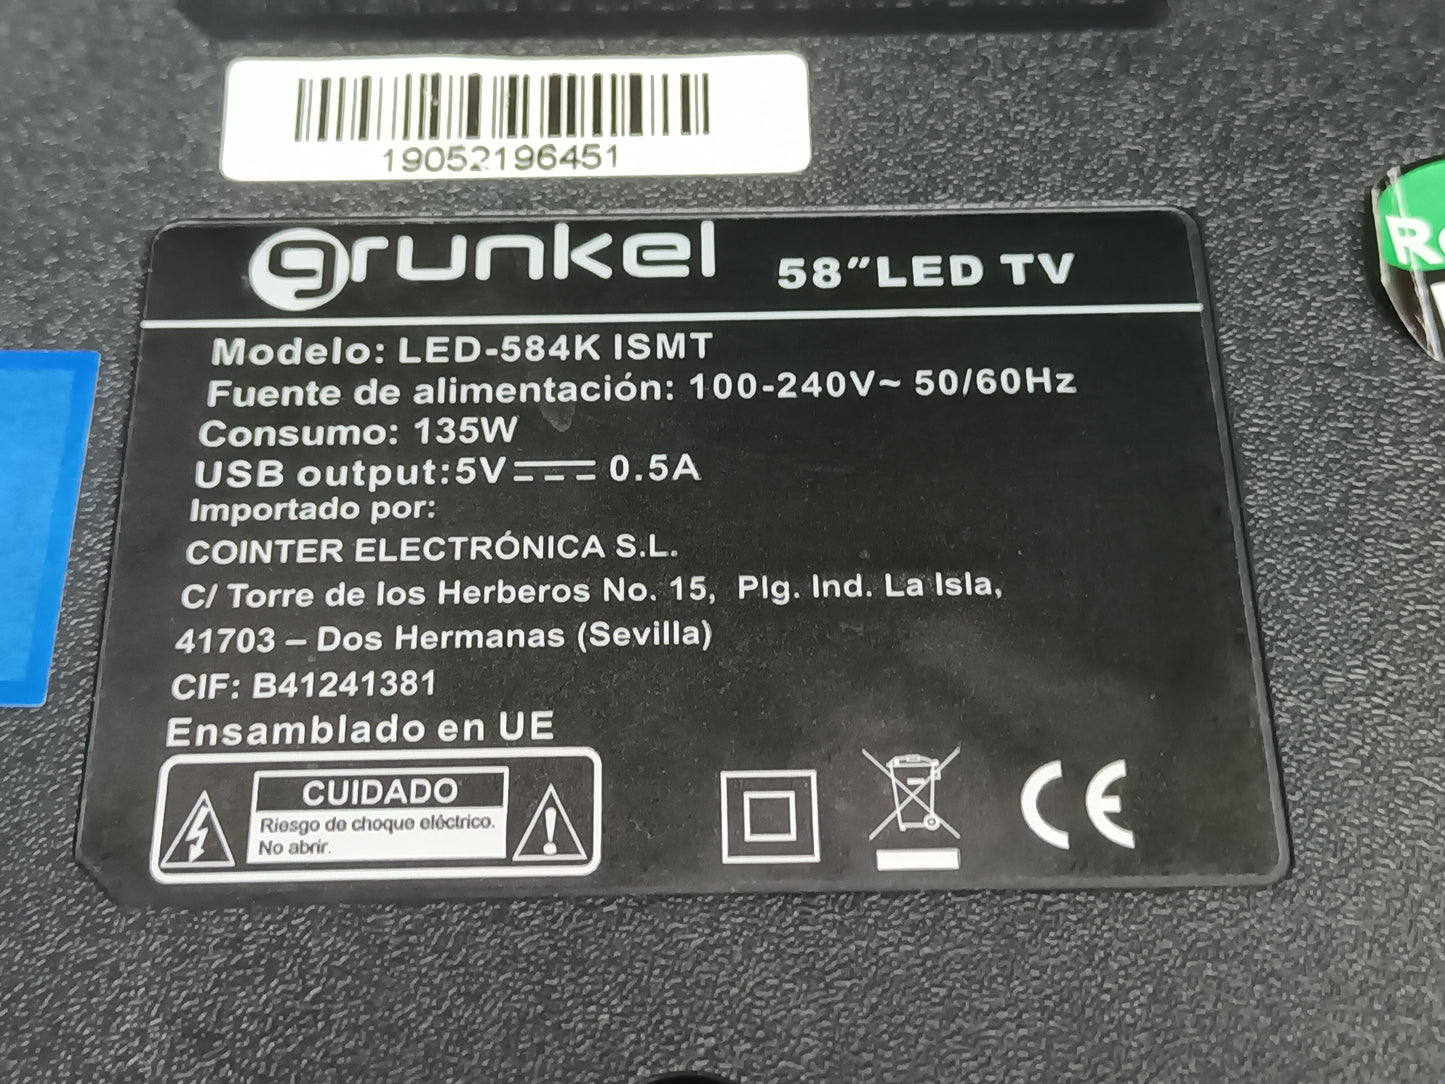 19052196451
grunkel 58"LED TV
Modelo: LED-584K ISMT
Fuente de alimentación: 100-240V~ 50/60Hz
Consumo: 135W
USB output:5V⎓0.5A
Importado por:
COINTER ELECTRÓNICA S.L.
C/ Torre de los Herberos No. 15, Plg. Ind. La Isla,
41703 – Dos Hermanas (Sevilla)
CIF: B41241381
Ensamblado en UE
CUIDADO
Riesgo de choque eléctrico.
No abrir.
CE